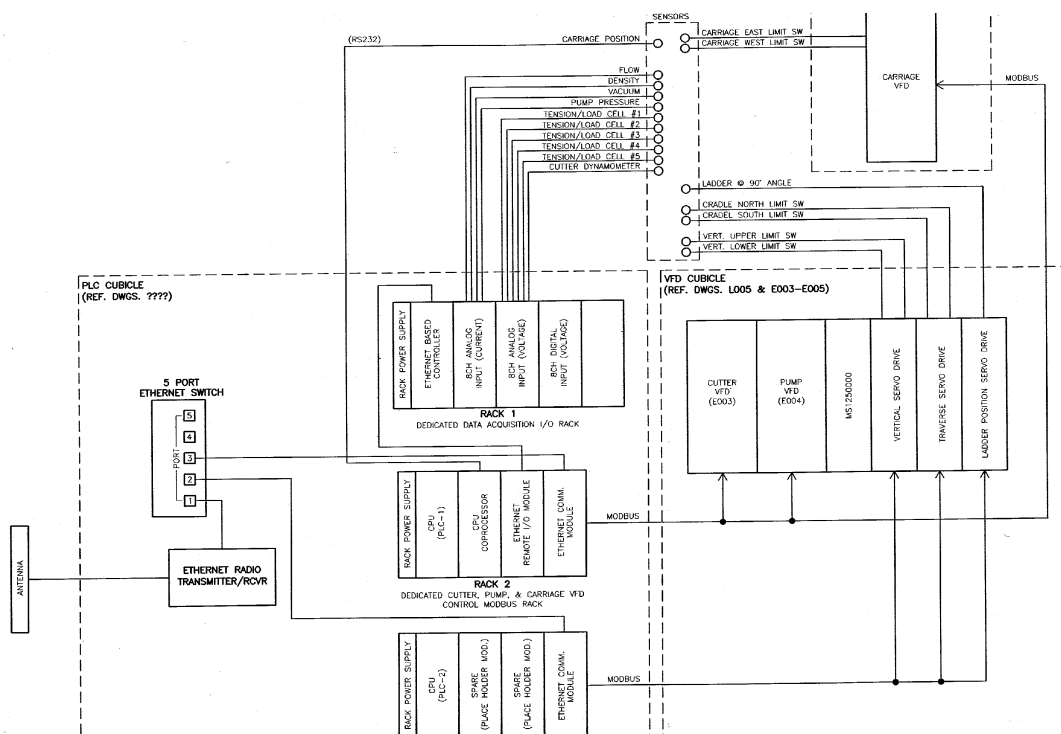 SENSORS
(RS232)
CARRIAGE POSITION
CARRIAGE EAST LIMIT SW
CARRIAGE WEST LIMIT SW
CARRIAGE
VFD
MODBUS
FLOW
DENSITY
VACUUM
PUMP PRESSURE
TENSION/LOAD CELL #1
TENSION/LOAD CELL #2
TENSION/LOAD CELL #3
TENSION/LOAD CELL #4
TENSION/LOAD CELL #5
CUTTER DYNAMOMETER
LADDER @ 90° ANGLE
CRADLE NORTH LIMIT SW
CRADEL SOUTH LIMIT SW
VERT. UPPER LIMIT SW
VERT. LOWER LIMIT SW
PLC CUBICLE
(REF. DWGS. ????)
VFD CUBICLE
(REF. DWGS. L005 & E003-E005)
RACK POWER SUPPLY
ETHERNET BASED
CONTROLLER
8CH ANALOG
INPUT (CURRENT)
8CH ANALOG
INPUT (VOLTAGE)
8CH DIGITAL
INPUT (VOLTAGE)
RACK 1
DEDICATED DATA ACQUISITION I/O RACK
CUTTER
VFD
(E003)
PUMP
VFD
(E004)
MS1250000
VERTICAL SERVO DRIVE
TRAVERSE SERVO DRIVE
LADDER POSITION SERVO DRIVE
5 PORT
ETHERNET SWITCH
PORT
5
4
3
2
1
RACK POWER SUPPLY
CPU
(PLC-1)
CPU
COPROCESSOR
ETHERNET
REMOTE I/O MODULE
ETHERNET COMM.
MODULE
MODBUS
RACK 2
DEDICATED CUTTER, PUMP, & CARRIAGE VFD
CONTROL MODBUS RACK
ANTENNA
ETHERNET RADIO
TRANSMITTER/RCVR
RACK POWER SUPPLY
CPU
(PLC-2)
SPARE
(PLACE HOLDER MOD.)
SPARE
(PLACE HOLDER MOD.)
ETHERNET COMM.
MODULE
MODBUS